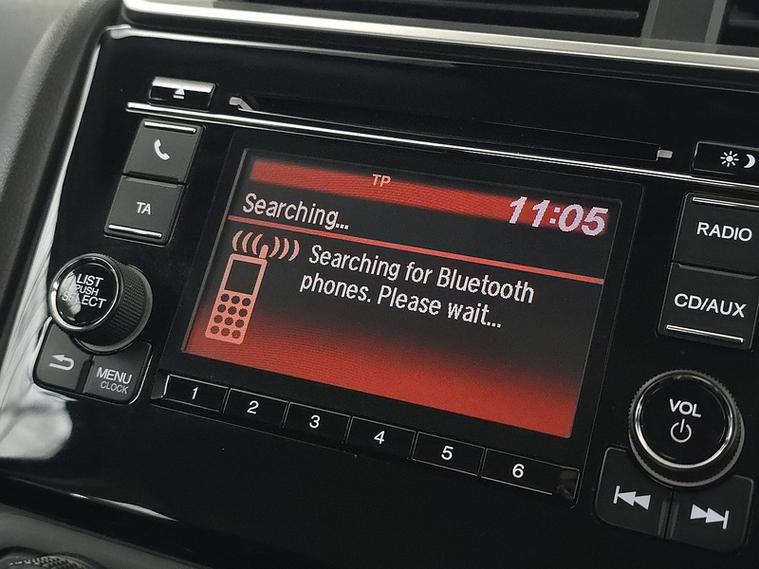 TP
Searching...
11:05
Searching for Bluetooth
phones. Please wait...
TA
LIST
PUSH
SELECT
MENU
CLOCK
1 2 3 4 5 6
RADIO
CD/AUX
VOL